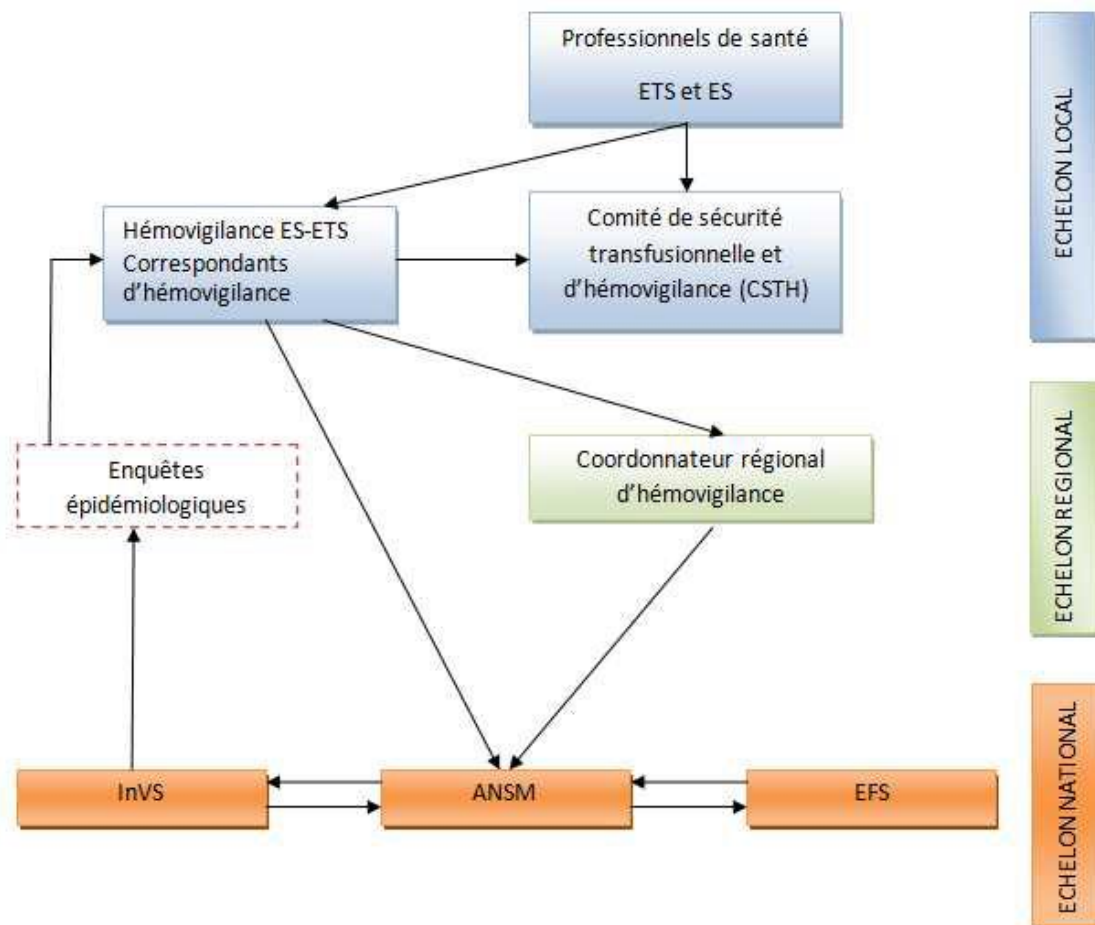 Professionnels de santé
ETS et ES
ECHELON LOCAL
Hémovigilance ES-ETS
Correspondants
d'hémovigilance
Comité de sécurité
transfusionnelle et
d'hémovigilance (CSTH)
Enquêtes
épidémiologiques
Coordonnateur régional
d'hémovigilance
ECHELON REGIONAL
InVS
ANSM
EFS
ECHELON NATIONAL